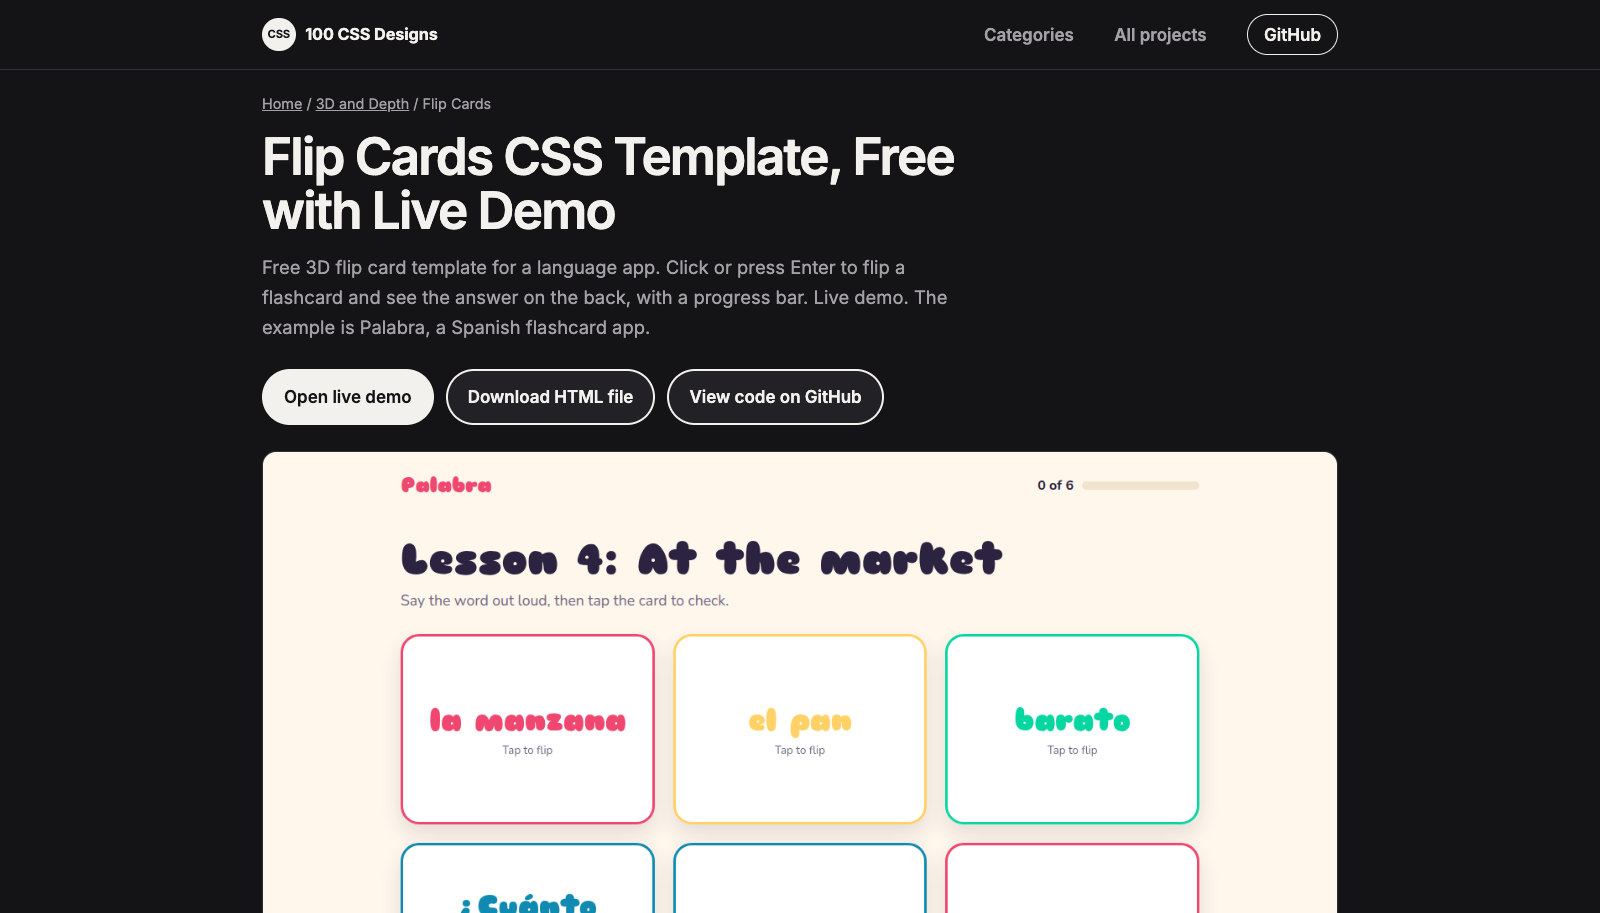 CSS 100 CSS Designs
Categories
All projects
GitHub
Home / 3D and Depth / Flip Cards
Flip Cards CSS Template, Free
with Live Demo
Free 3D flip card template for a language app. Click or press Enter to flip a
flashcard and see the answer on the back, with a progress bar. Live demo. The
example is Palabra, a Spanish flashcard app.
Open live demo
Download HTML file
View code on GitHub
Palabra
0 of 6
Lesson 4: At the market
Say the word out loud, then tap the card to check.
la manzana
Tap to flip
el pan
Tap to flip
barato
Tap to flip
¿Cuánto